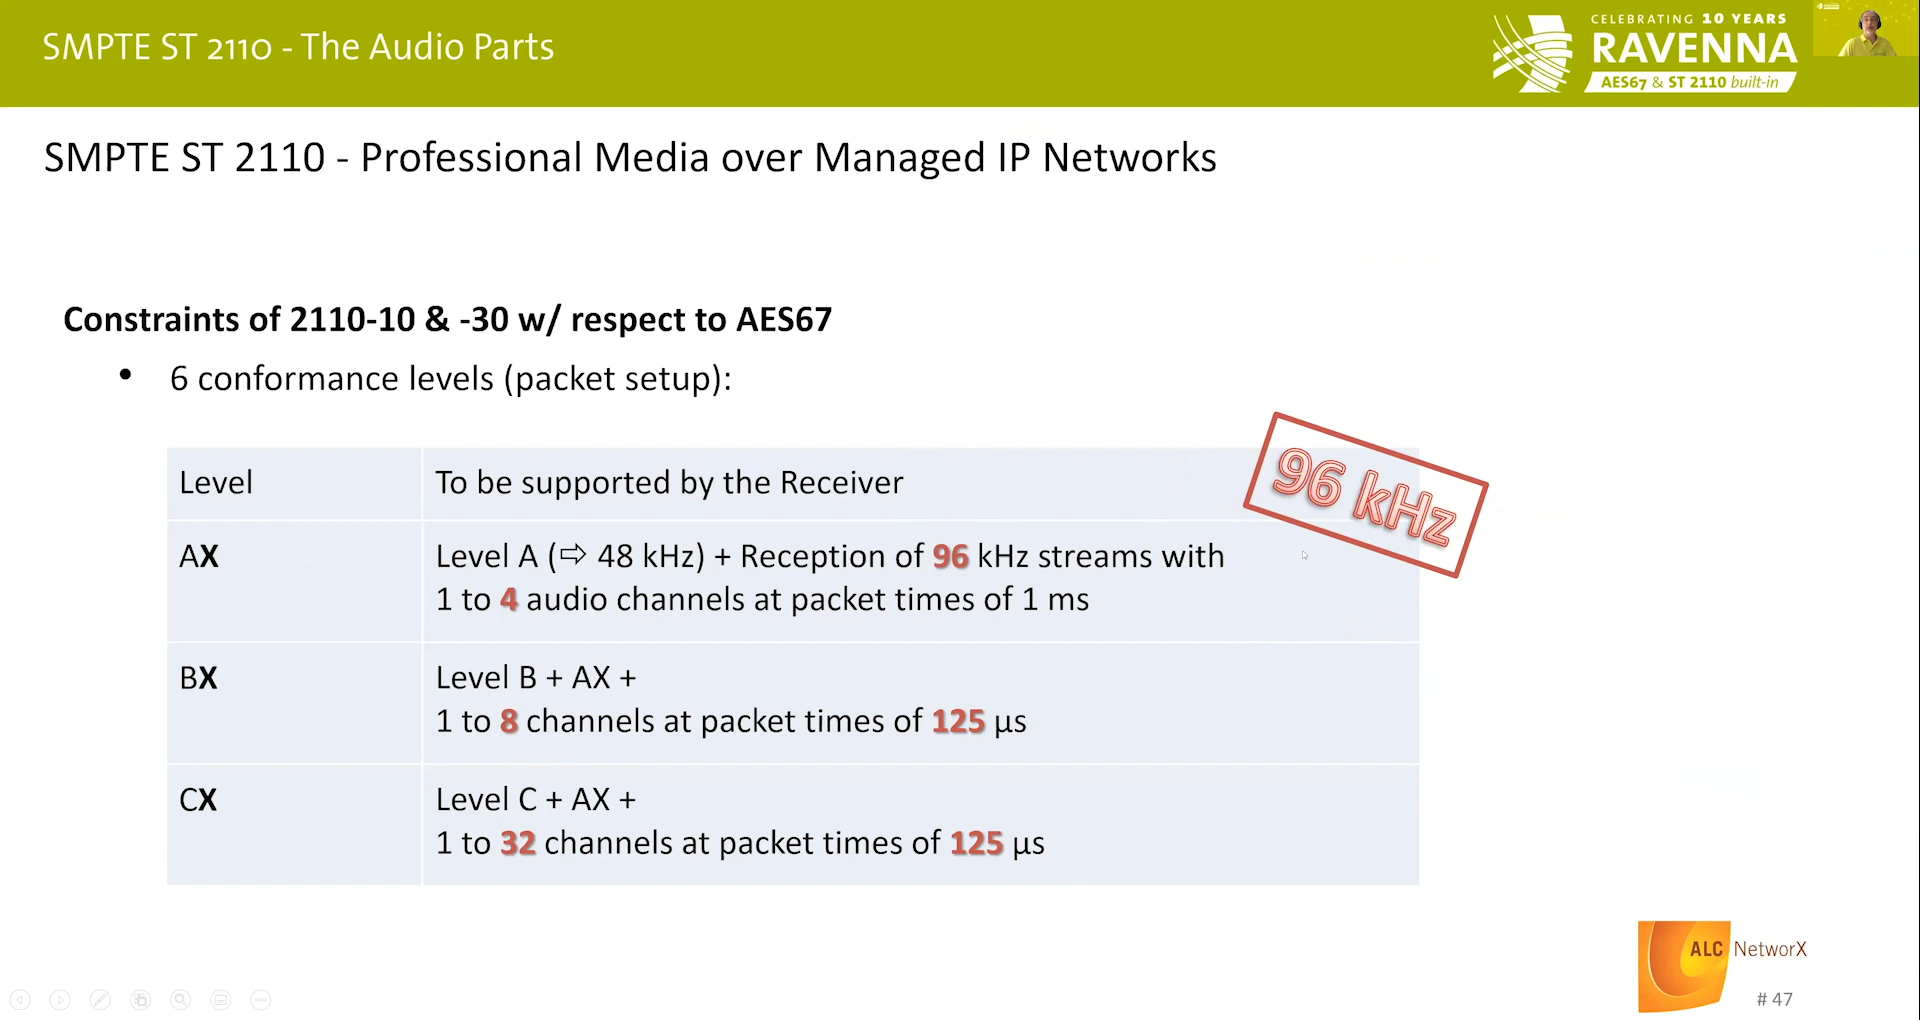 SMPTE ST 2110 - The Audio Parts
CELEBRATING 10 YEARS
RAVENNA
AES67 & ST 2110 built-in
SMPTE ST 2110 - Professional Media over Managed IP Networks
Constraints of 2110-10 & -30 w/ respect to AES67
• 6 conformance levels (packet setup):
96 kHz
Level To be supported by the Receiver
AX Level A (⇨ 48 kHz) + Reception of 96 kHz streams with
1 to 4 audio channels at packet times of 1 ms
BX Level B + AX +
1 to 8 channels at packet times of 125 µs
CX Level C + AX +
1 to 32 channels at packet times of 125 µs
ALC NetworX
# 47